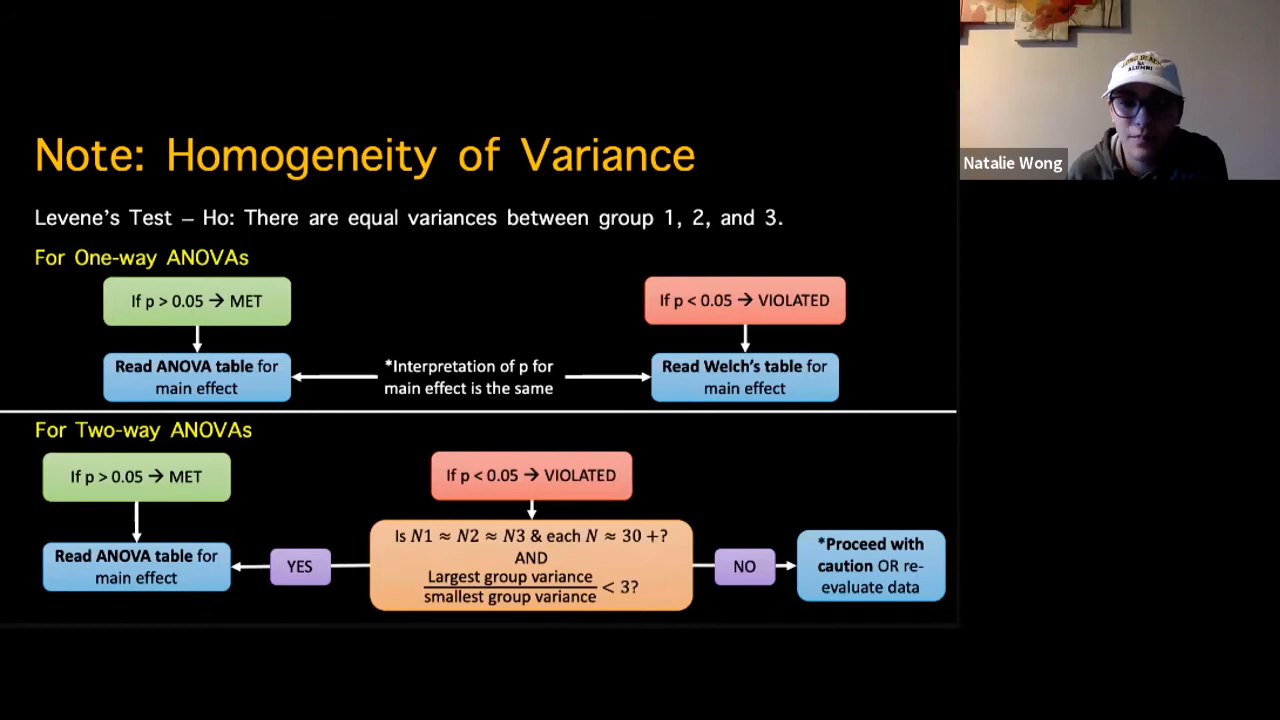 Note: Homogeneity of Variance
Levene's Test – Ho: There are equal variances between group 1, 2, and 3.
For One-way ANOVAs
If p > 0.05 → MET
If p < 0.05 → VIOLATED
Read ANOVA table for
main effect
*Interpretation of p for
main effect is the same
Read Welch's table for
main effect
For Two-way ANOVAs
If p > 0.05 → MET
If p < 0.05 → VIOLATED
Read ANOVA table for
main effect
YES
Is N1 ≈ N2 ≈ N3 & each N ≈ 30 +?
AND
Largest group variance
smallest group variance < 3?
NO
*Proceed with
caution OR re-
evaluate data
LONG BEACH
ALUMNI
Natalie Wong